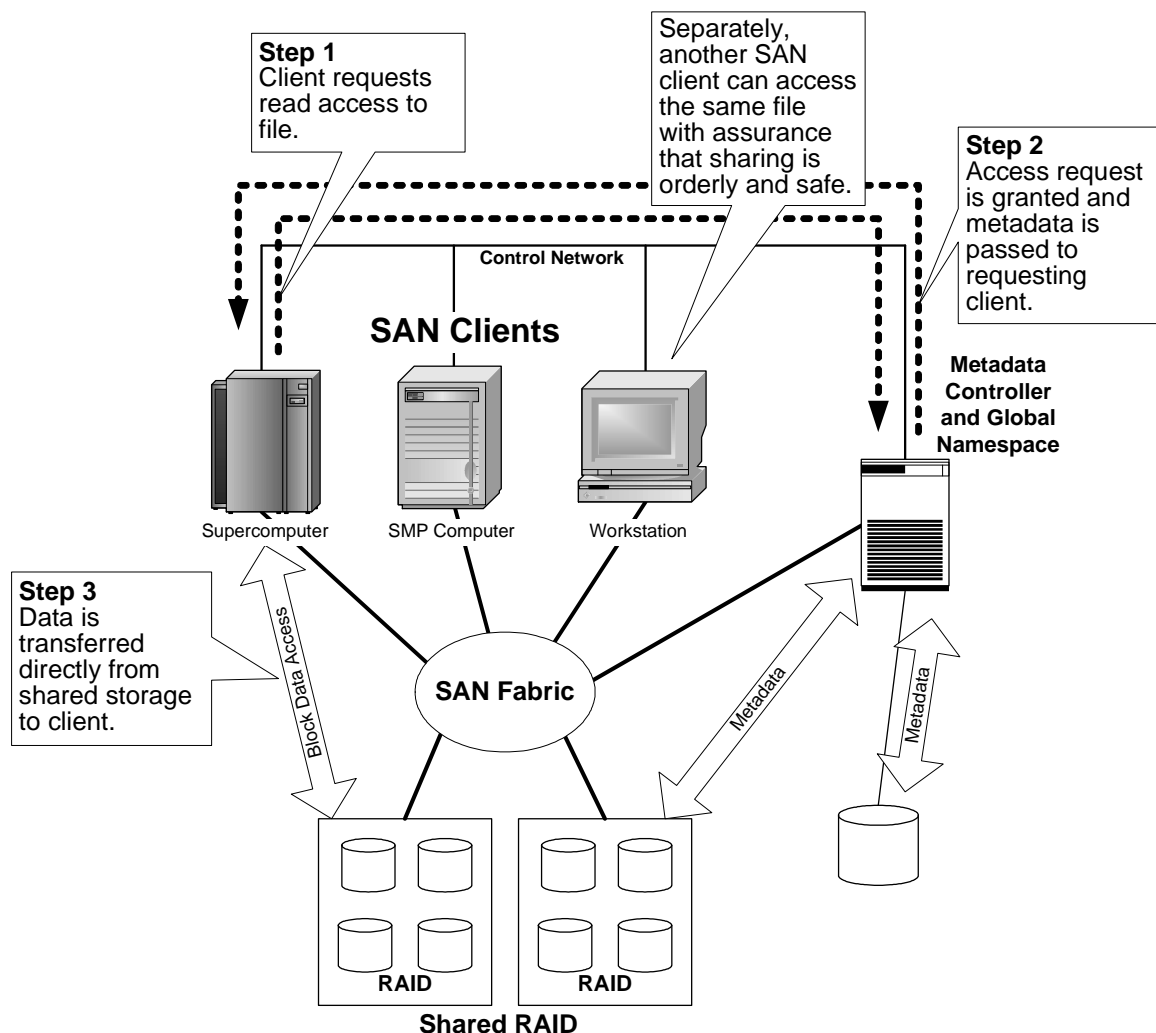 Step 1
Client requests
read access to
file.
Separately,
another SAN
client can access
the same file
with assurance
that sharing is
orderly and safe.
Step 2
Access request
is granted and
metadata is
passed to
requesting
client.
Control Network
SAN Clients
Metadata
Controller
and Global
Namespace
Supercomputer
SMP Computer
Workstation
Step 3
Data is
transferred
directly from
shared storage
to client.
Block Data Access
SAN Fabric
Metadata
Metadata
RAID
RAID
Shared RAID